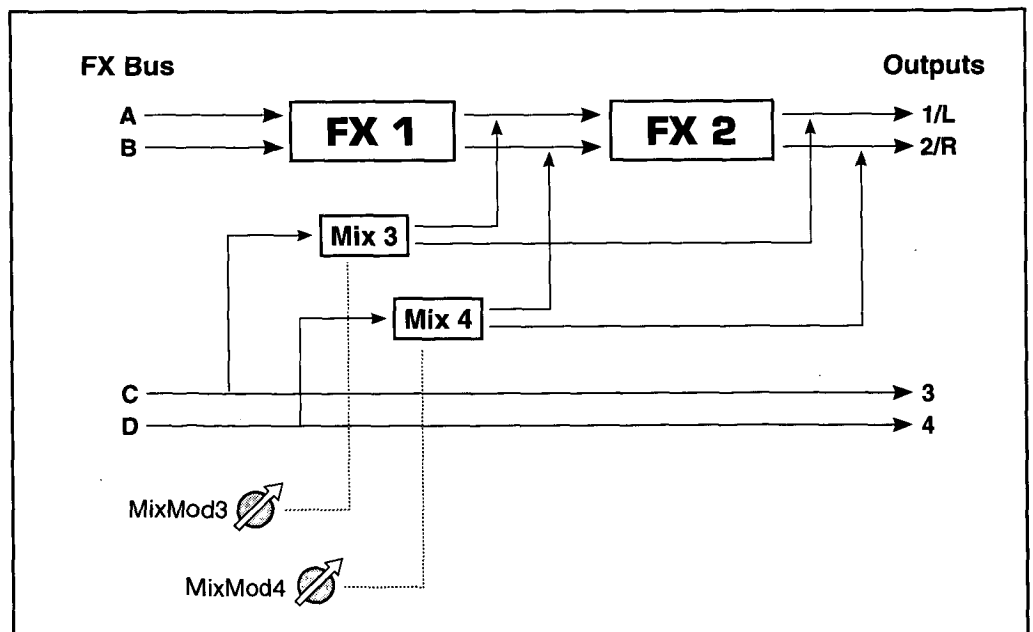 FX Bus
Outputs
A
FX 1
FX 2
1/L
B
2/R
Mix 3
Mix 4
C
3
D
4
MixMod3
MixMod4